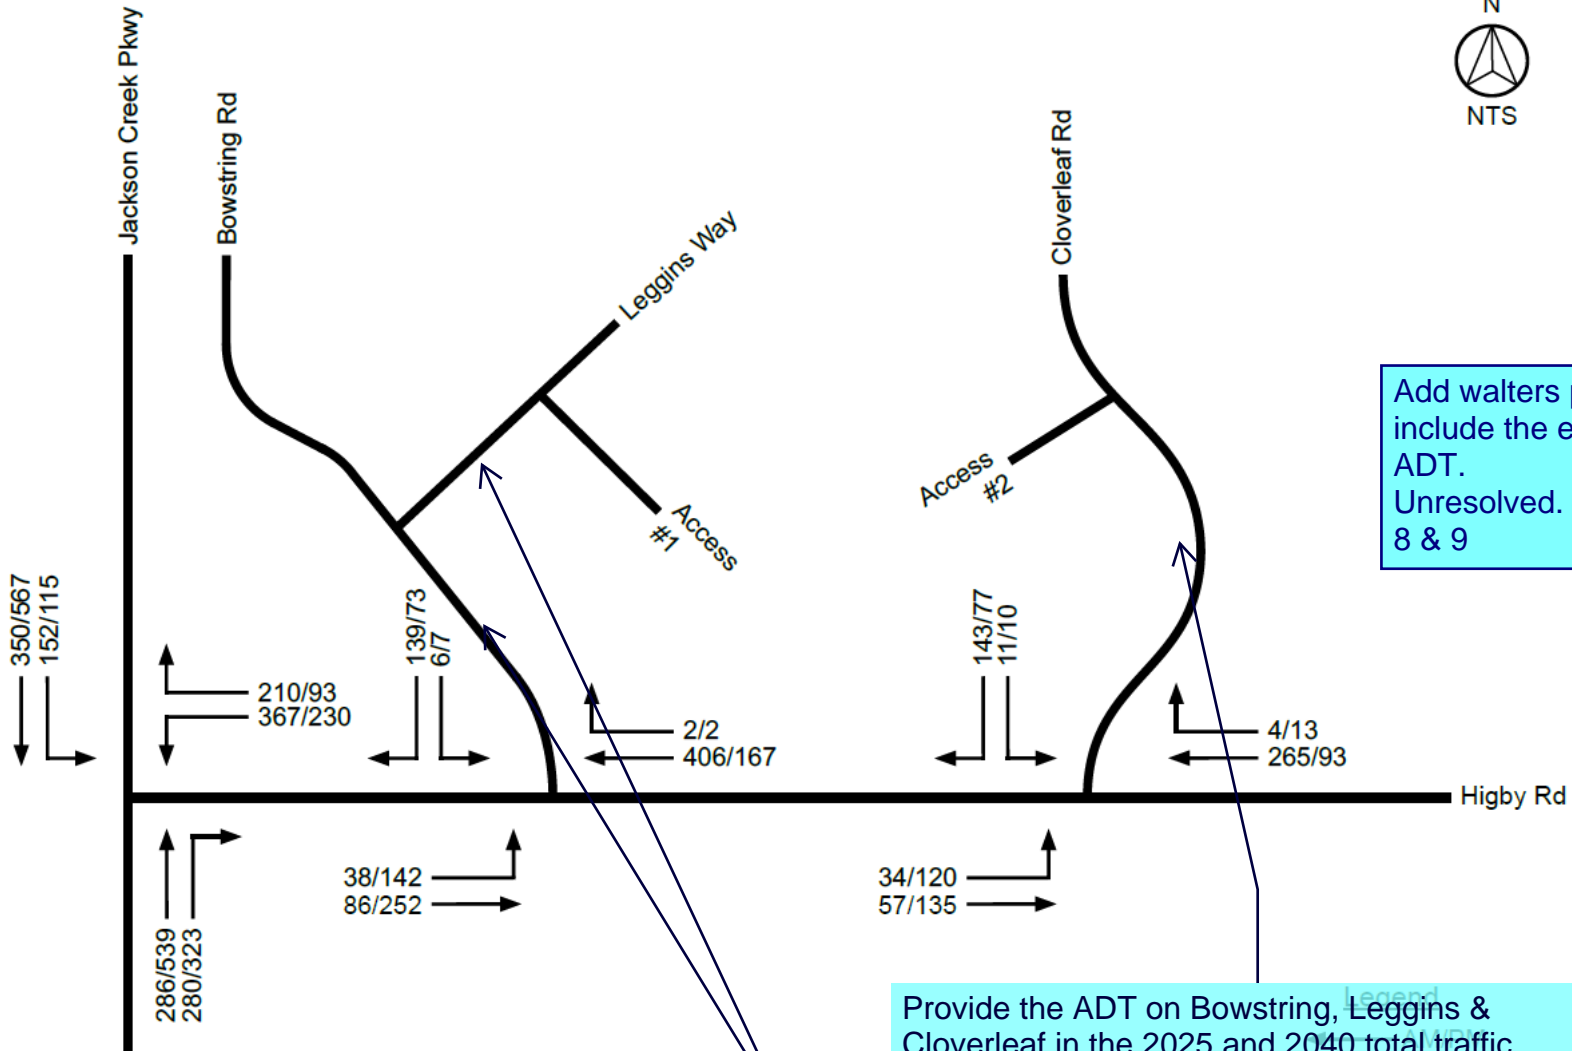 N
NTS
Jackson Creek Pkwy
Bowstring Rd
Leggins Way
Cloverleaf Rd
Access
#1
Access
#2
Add walters
include the
ADT.
Unresolved.
8 & 9
350/567
152/115
210/93
367/230
139/73
6/7
2/2
406/167
143/77
11/10
4/13
265/93
Higby Rd
38/142
86/252
34/120
57/135
286/539
280/323
Legend
AM/PM
Provide the ADT on Bowstring, Leggins &
Cloverleaf in the 2025 and 2040 total traffic